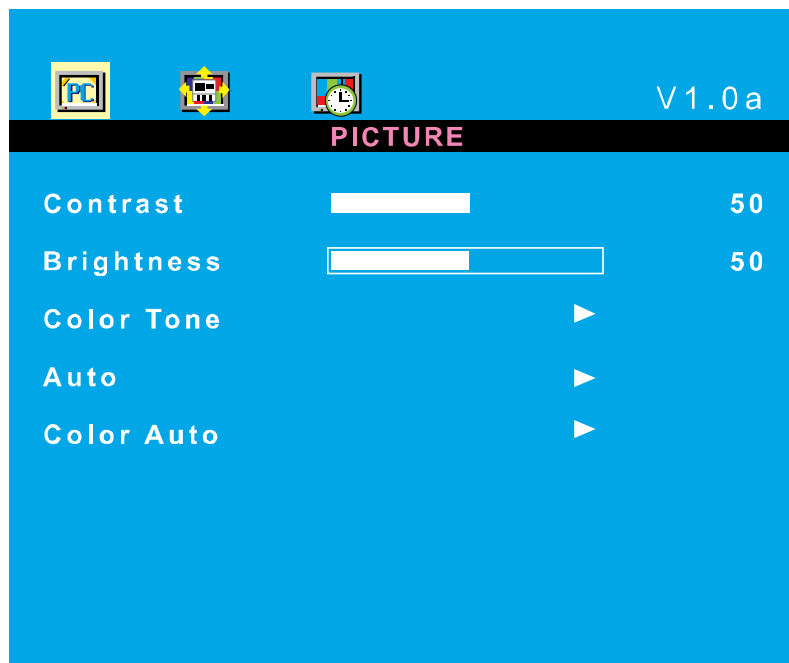 PC
V1.0a
PICTURE
Contrast 50
Brightness 50
Color Tone
Auto
Color Auto